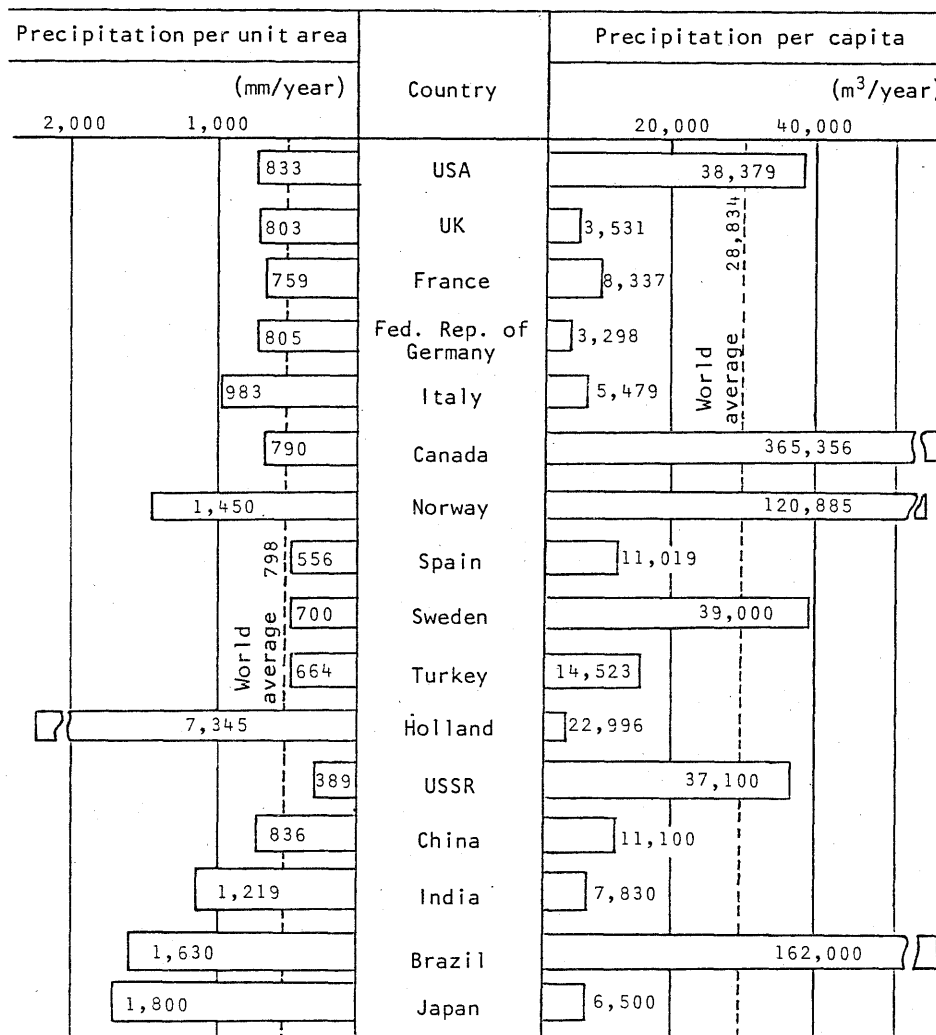 Precipitation per unit area Precipitation per capita
(mm/year) Country (m³/year)
2,000 1,000 20,000 40,000
833 USA 38,379
803 UK 3,531
759 France 8,337
805 Fed. Rep. of Germany 3,298
983 Italy 5,479
790 Canada 365,356
1,450 Norway 120,885
556 Spain 11,019
700 Sweden 39,000
664 Turkey 14,523
7,345 Holland 22,996
389 USSR 37,100
836 China 11,100
1,219 India 7,830
1,630 Brazil 162,000
1,800 Japan 6,500
World average 798
World average 28,834